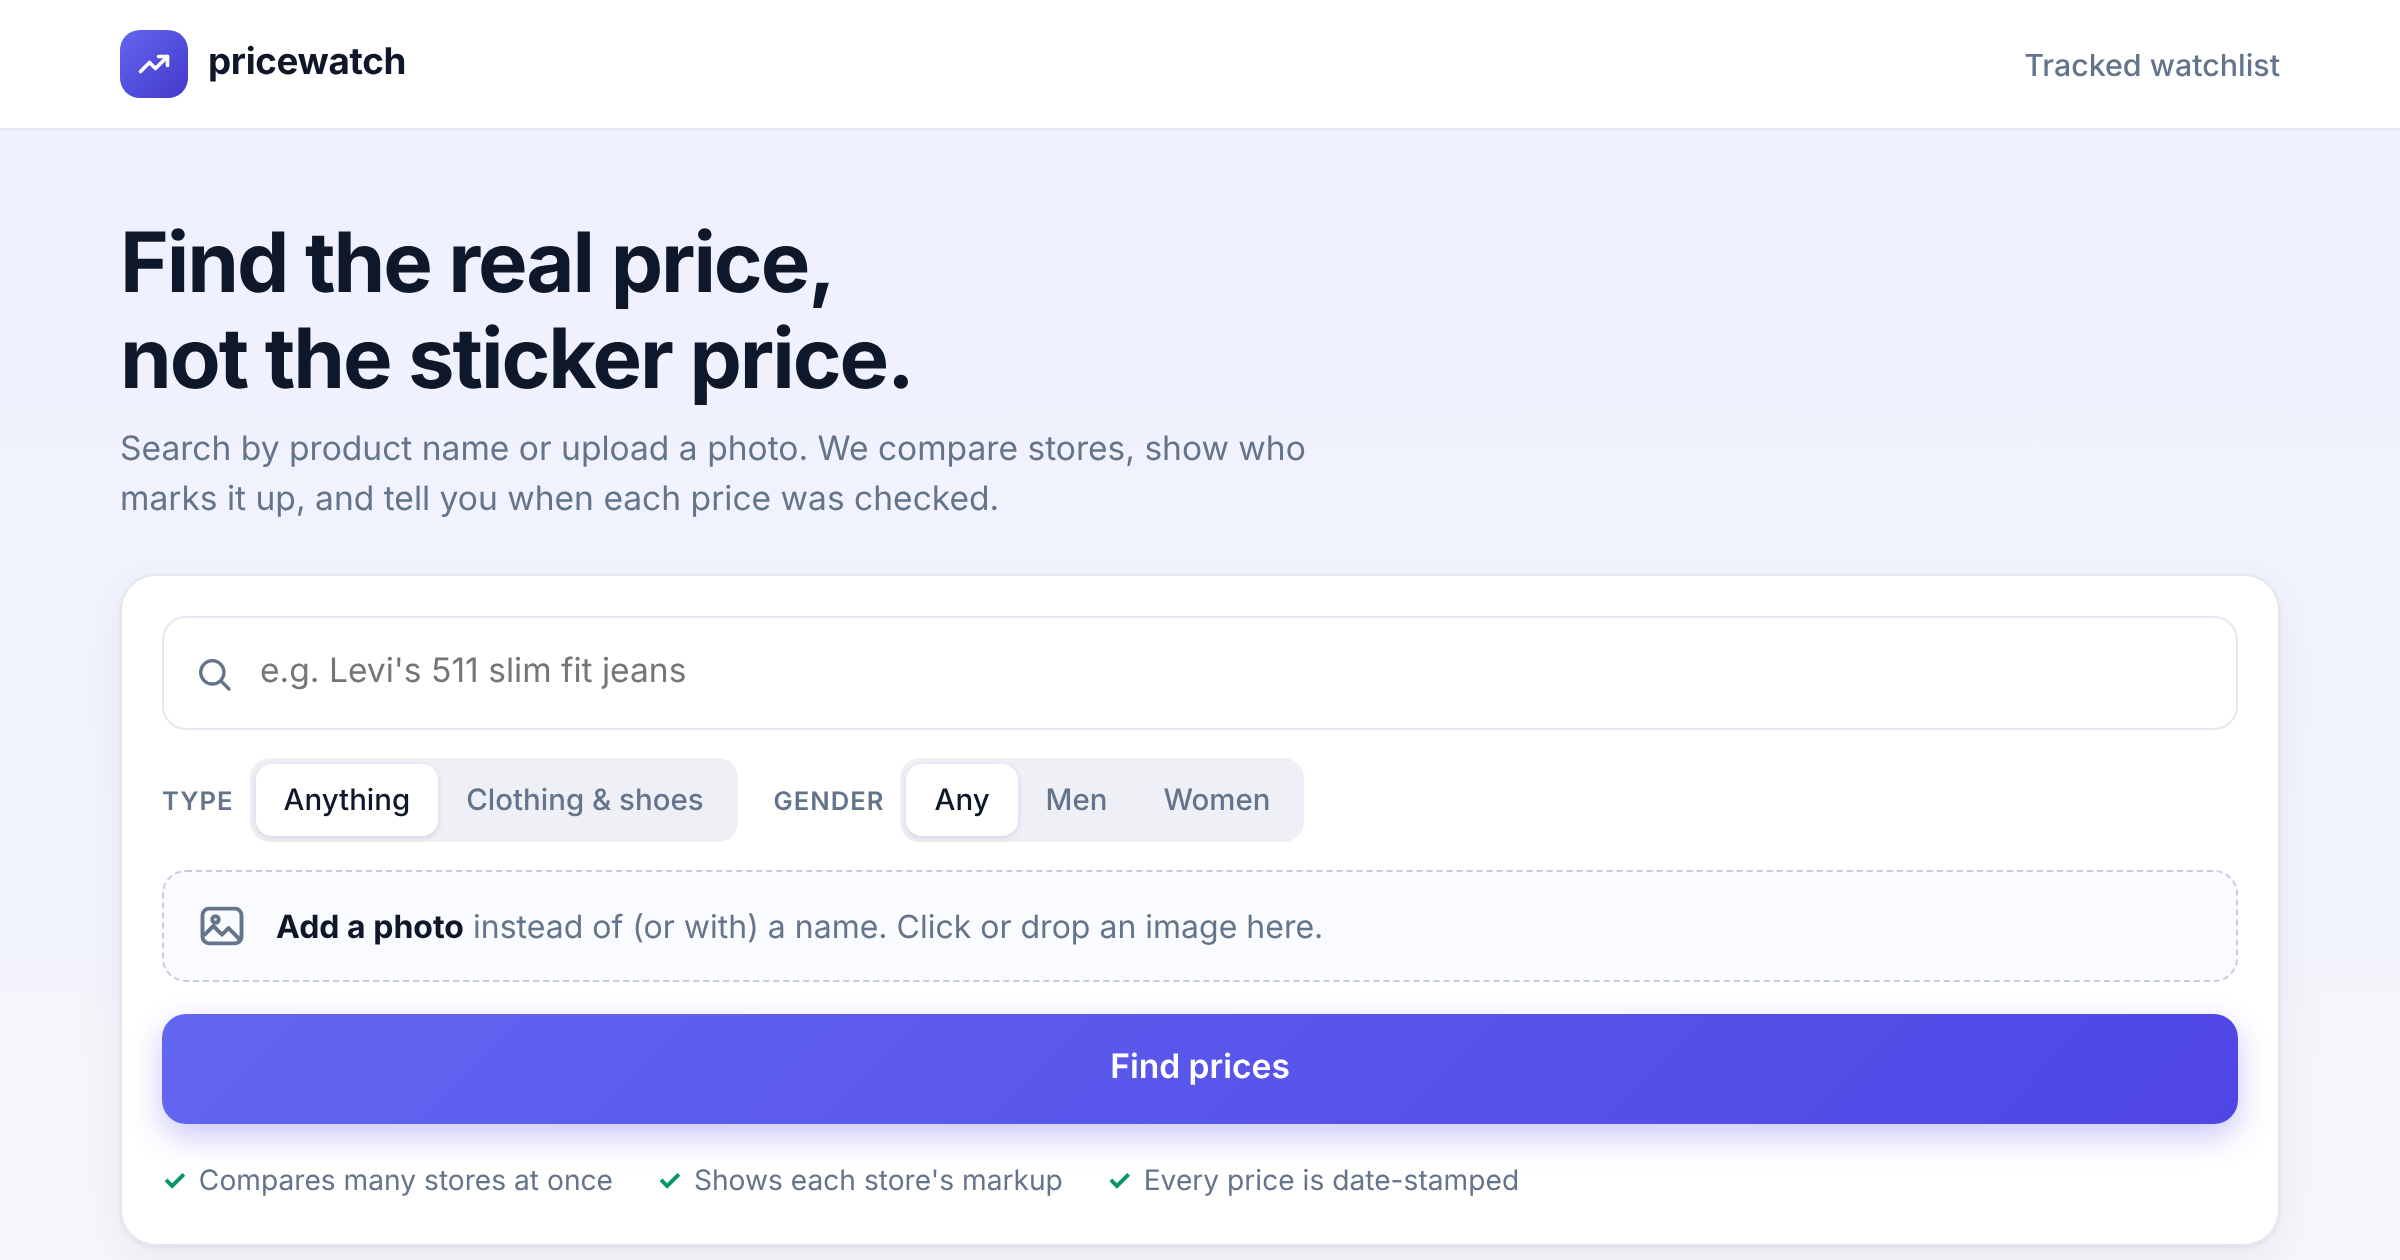 pricewatch
Tracked watchlist
Find the real price,
not the sticker price.
Search by product name or upload a photo. We compare stores, show who
marks it up, and tell you when each price was checked.
e.g. Levi's 511 slim fit jeans
TYPE Anything Clothing & shoes GENDER Any Men Women
Add a photo instead of (or with) a name. Click or drop an image here.
Find prices
Compares many stores at once Shows each store's markup Every price is date-stamped